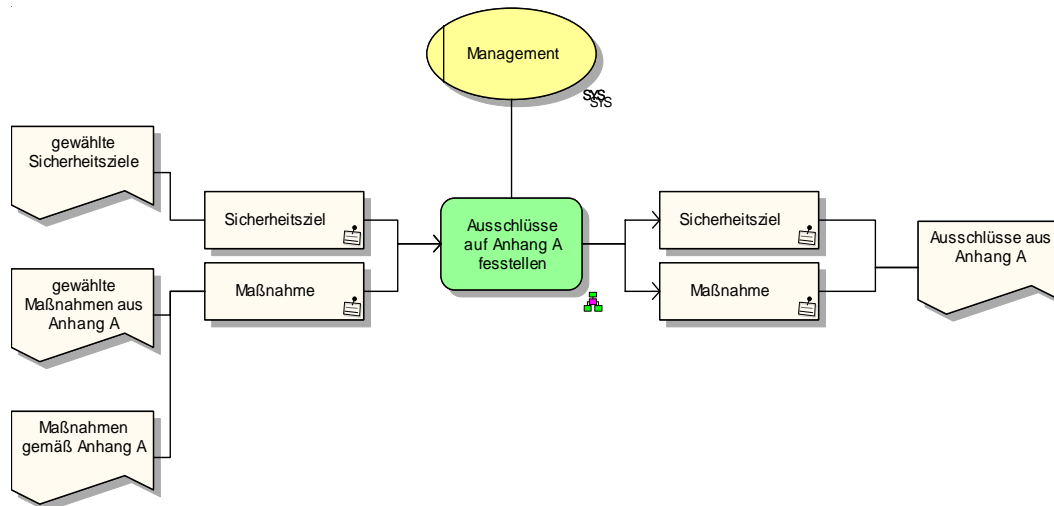 Management
SYS
SYS
gewählte
Sicherheitsziele
Sicherheitsziel
Maßnahme
gewählte
Maßnahmen aus
Anhang A
Maßnahmen
gemäß Anhang A
Ausschlüsse
auf Anhang A
fesstellen
Sicherheitsziel
Maßnahme
Ausschlüsse aus
Anhang A